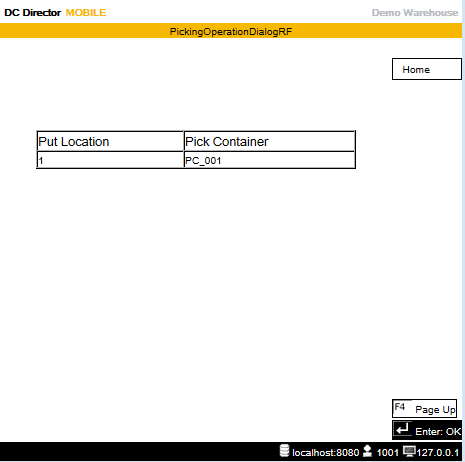 DC Director MOBILE Demo Warehouse
PickingOperationDialogRF
Home
Put Location Pick Container
1 PC_001
F4 Page Up
Enter: OK
localhost:8080 1001 127.0.0.1